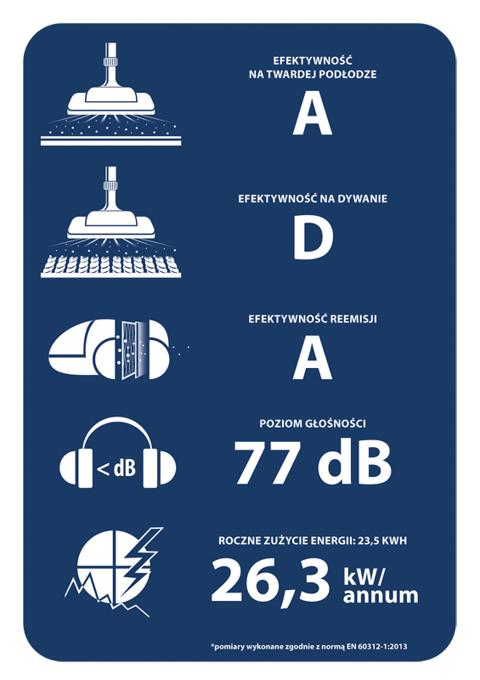 EFEKTYWNOŚĆ
NA TWARDEJ PODŁODZE
A
EFEKTYWNOŚĆ NA DYWANIE
D
EFEKTYWNOŚĆ REEMISJI
A
POZIOM GŁOŚNOŚCI
< dB
77 dB
ROCZNE ZUŻYCIE ENERGII: 23,5 KWH
26,3 kW/
annum
*pomiary wykonane zgodnie z normą EN 60312-1:2013